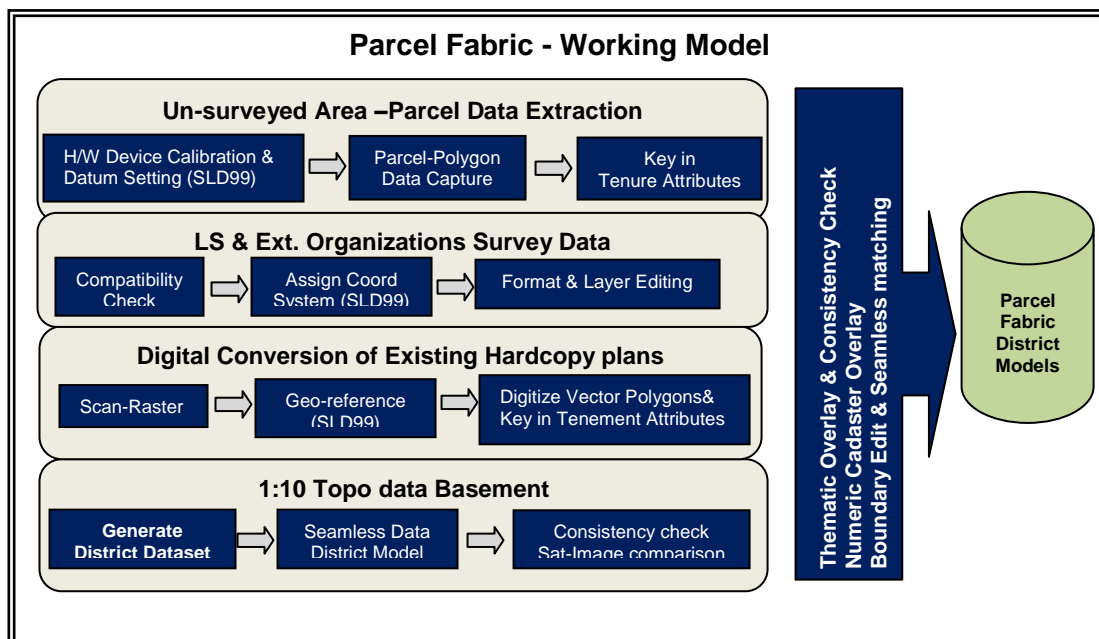 Parcel Fabric - Working Model
Un-surveyed Area –Parcel Data Extraction
H/W Device Calibration &
Datum Setting (SLD99)
Parcel-Polygon
Data Capture
Key in
Tenure Attributes
LS & Ext. Organizations Survey Data
Compatibility
Check
Assign Coord
System (SLD99)
Format & Layer Editing
Digital Conversion of Existing Hardcopy plans
Scan-Raster
Geo-reference
(SLD99)
Digitize Vector Polygons&
Key in Tenement Attributes
1:10 Topo data Basement
Generate
District Dataset
Seamless Data
District Model
Consistency check
Sat-Image comparison
Thematic Overlay & Consistency Check
Numeric Cadaster Overlay
Boundary Edit & Seamless matching
Parcel
Fabric
District
Models